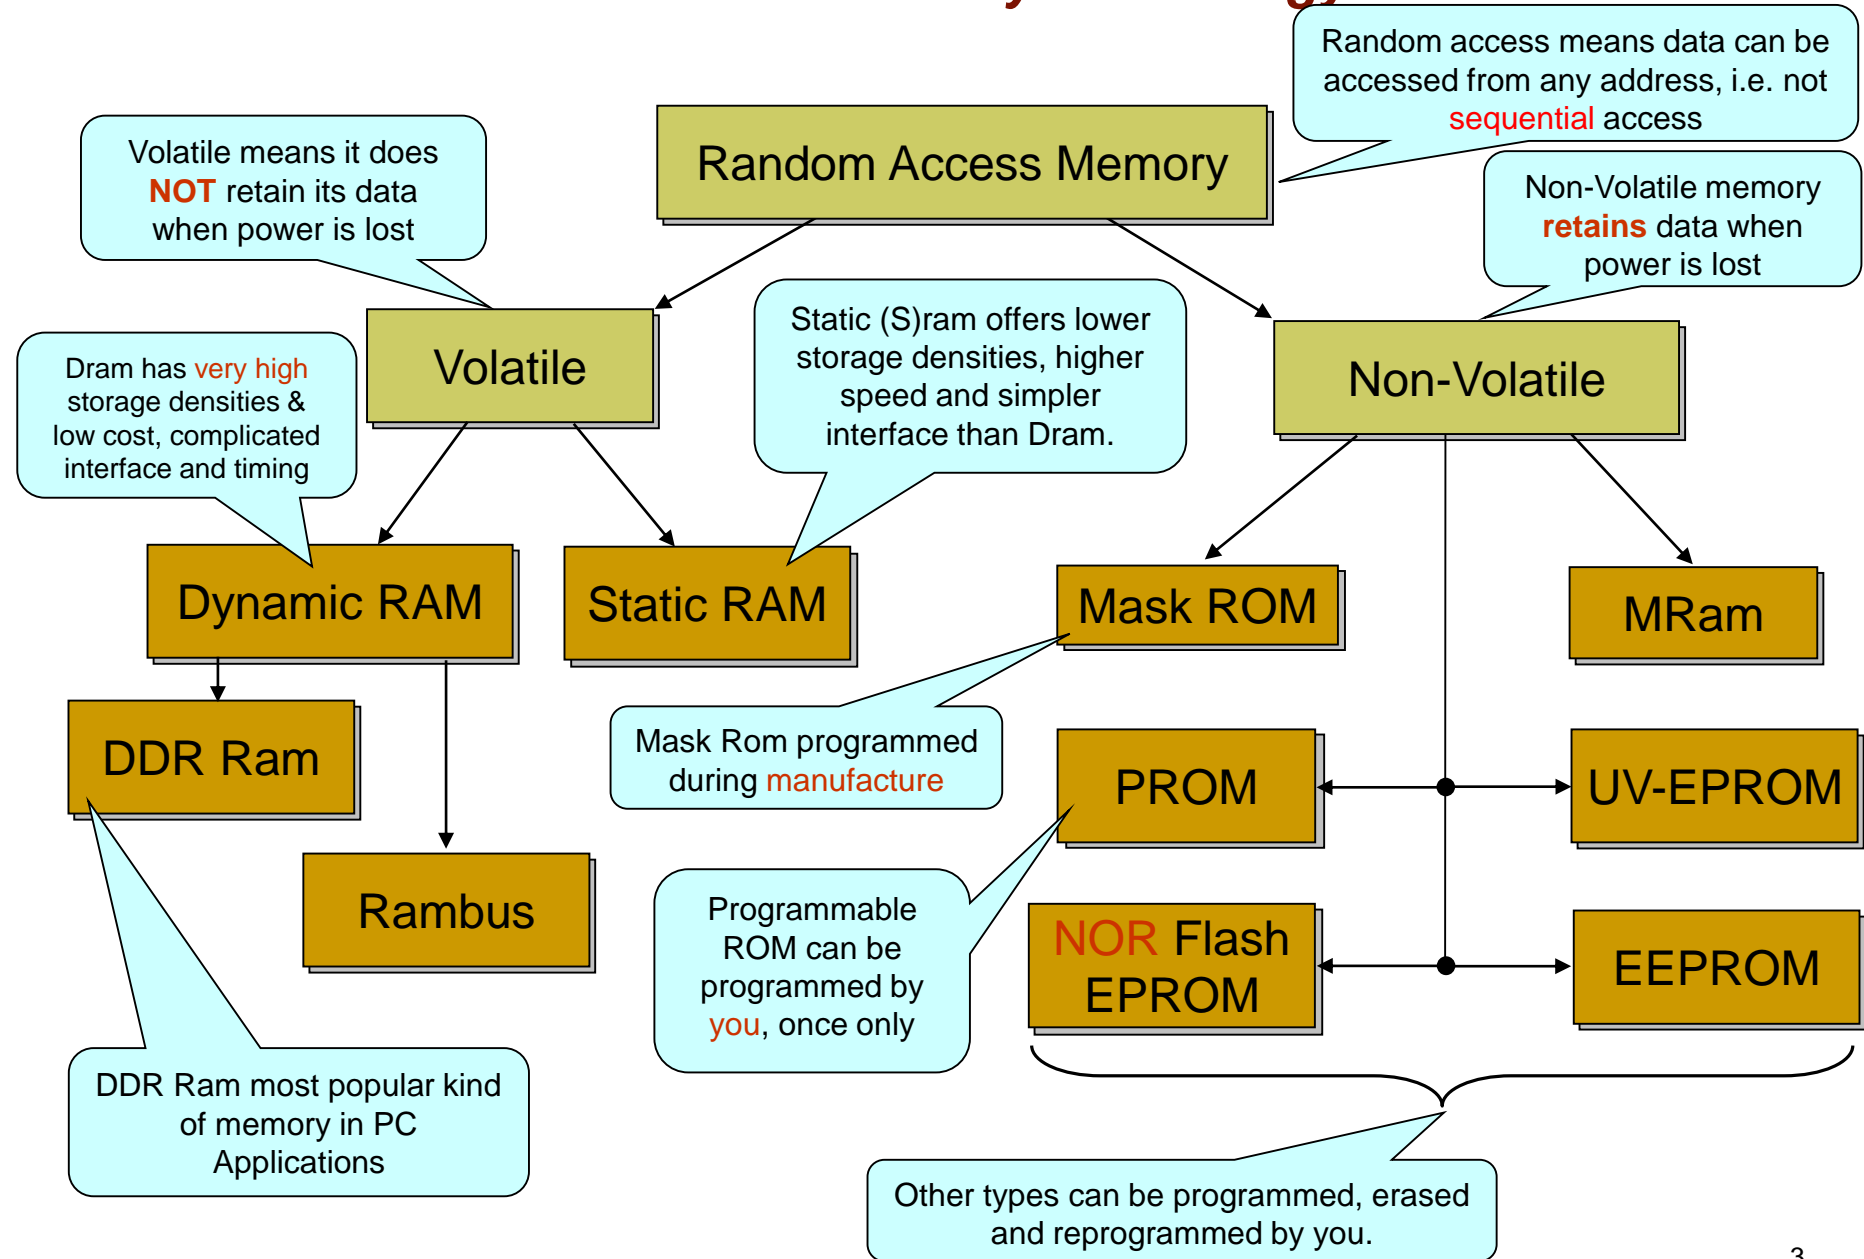 Random access means data can be
accessed from any address, i.e. not
sequential access
Random Access Memory
Volatile means it does
NOT retain its data
when power is lost
Non-Volatile memory
retains data when
power is lost
Volatile
Static (S)ram offers lower
storage densities, higher
speed and simpler
interface than Dram.
Non-Volatile
Dram has very high
storage densities &
low cost, complicated
interface and timing
Dynamic RAM
Static RAM
Mask ROM
MRam
DDR Ram
Mask Rom programmed
during manufacture
PROM
UV-EPROM
Rambus
Programmable
ROM can be
programmed by
you, once only
NOR Flash
EPROM
EEPROM
DDR Ram most popular kind
of memory in PC
Applications
Other types can be programmed, erased
and reprogrammed by you.
3